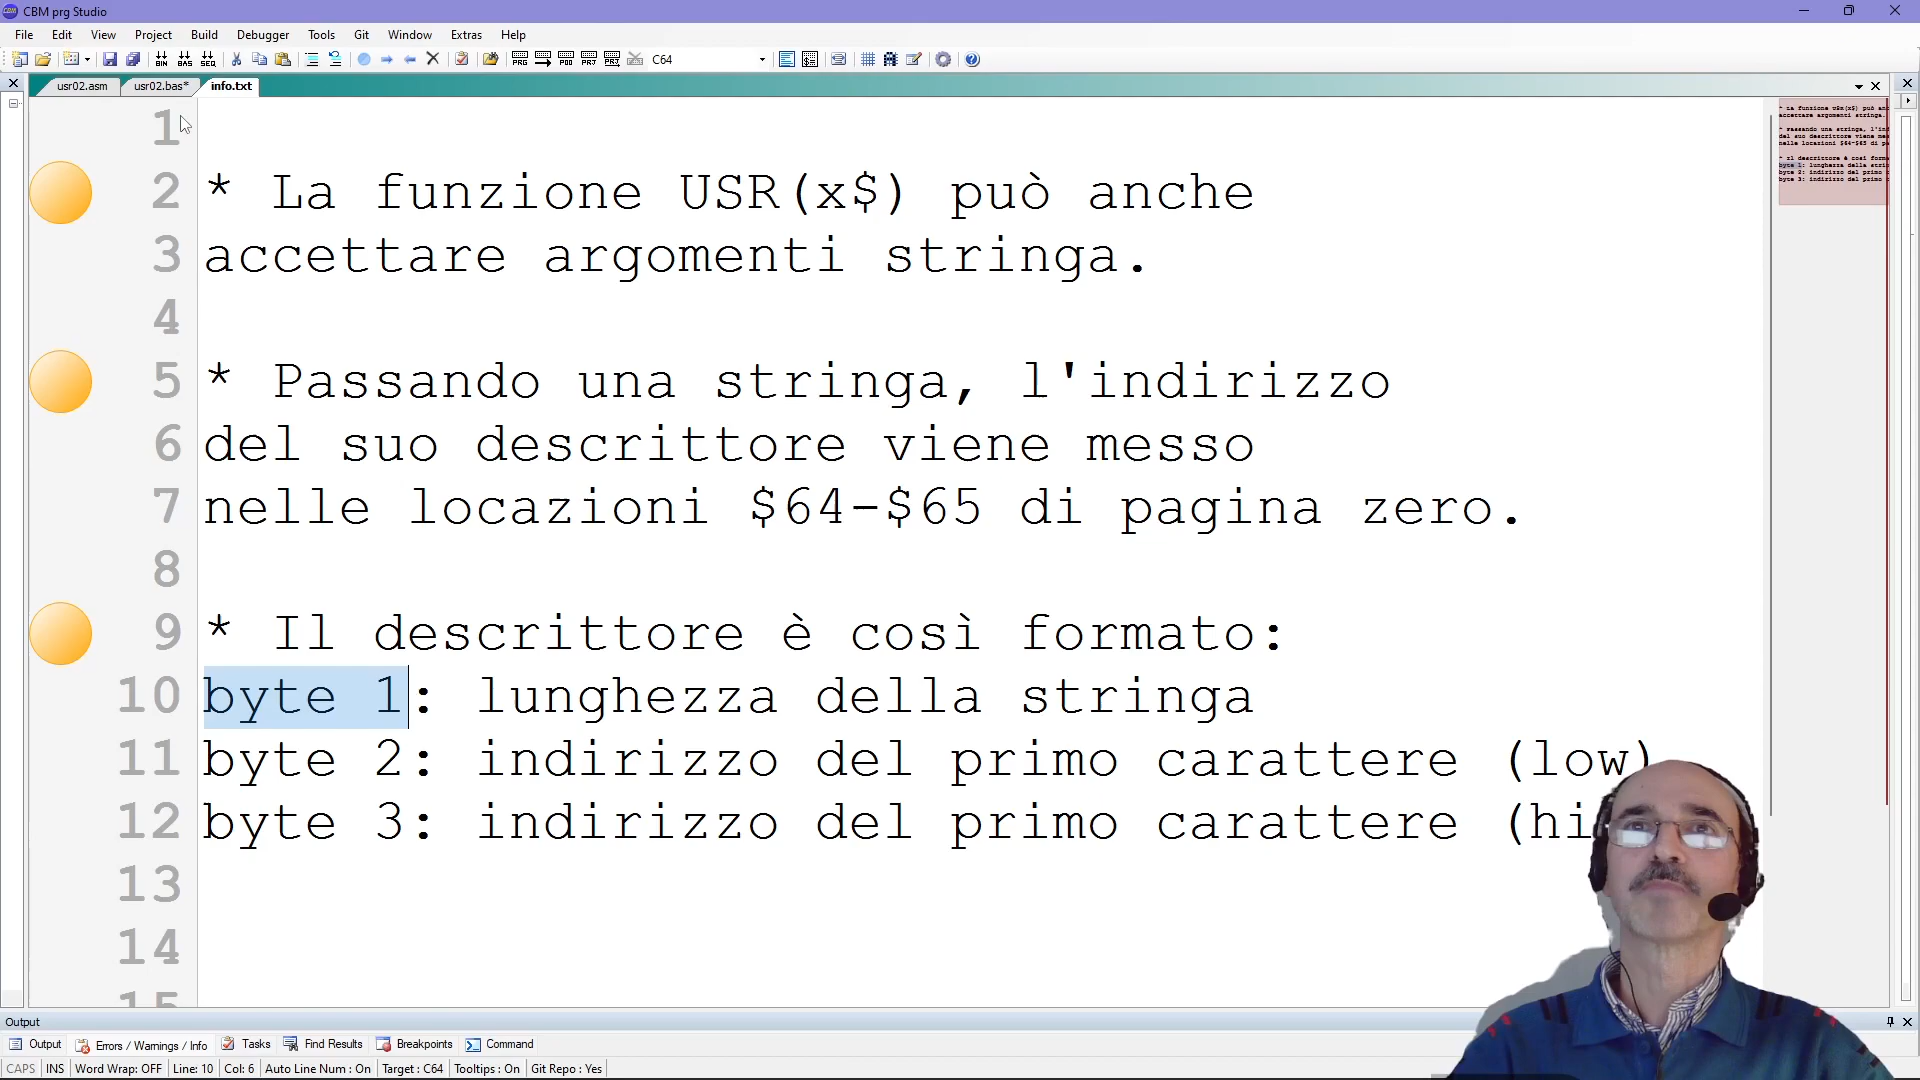 CBM prg Studio
File Edit View Project Build Debugger Tools Git Window Extras Help
C64
usr02.asm usr02.bas* info.txt
1
2 * La funzione USR(x$) può anche
3 accettare argomenti stringa.
4
5 * Passando una stringa, l'indirizzo
6 del suo descrittore viene messo
7 nelle locazioni $64-$65 di pagina zero.
8
9 * Il descrittore è così formato:
10 byte 1: lunghezza della stringa
11 byte 2: indirizzo del primo carattere (low)
12 byte 3: indirizzo del primo carattere (hi
13
14
15
Output
Output Errors / Warnings / Info Tasks Find Results Breakpoints Command
CAPS INS Word Wrap: OFF Line: 10 Col: 6 Auto Line Num : On Target : C64 Tooltips : On Git Repo : Yes